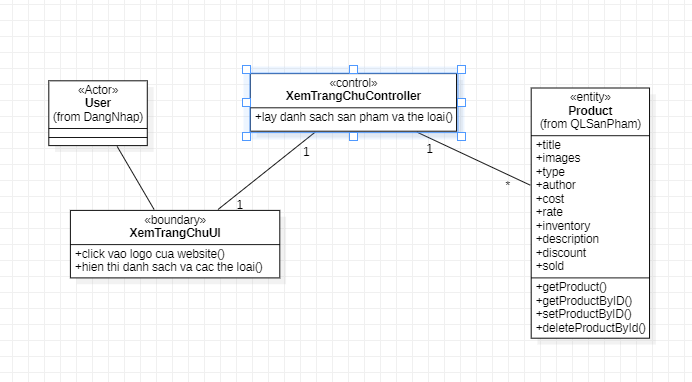 «Actor»
User
(from DangNhap)
«control»
XemTrangChuController
+lay danh sach san pham va the loai()
«entity»
Product
(from QLSanPham)
+title
+images
+type
+author
+cost
+rate
+inventory
+description
+discount
+sold
+getProduct()
+getProductByID()
+setProductByID()
+deleteProductById()
1
1
*
1
«boundary»
XemTrangChuUI
+click vao logo cua website()
+hien thi danh sach va cac the loai()